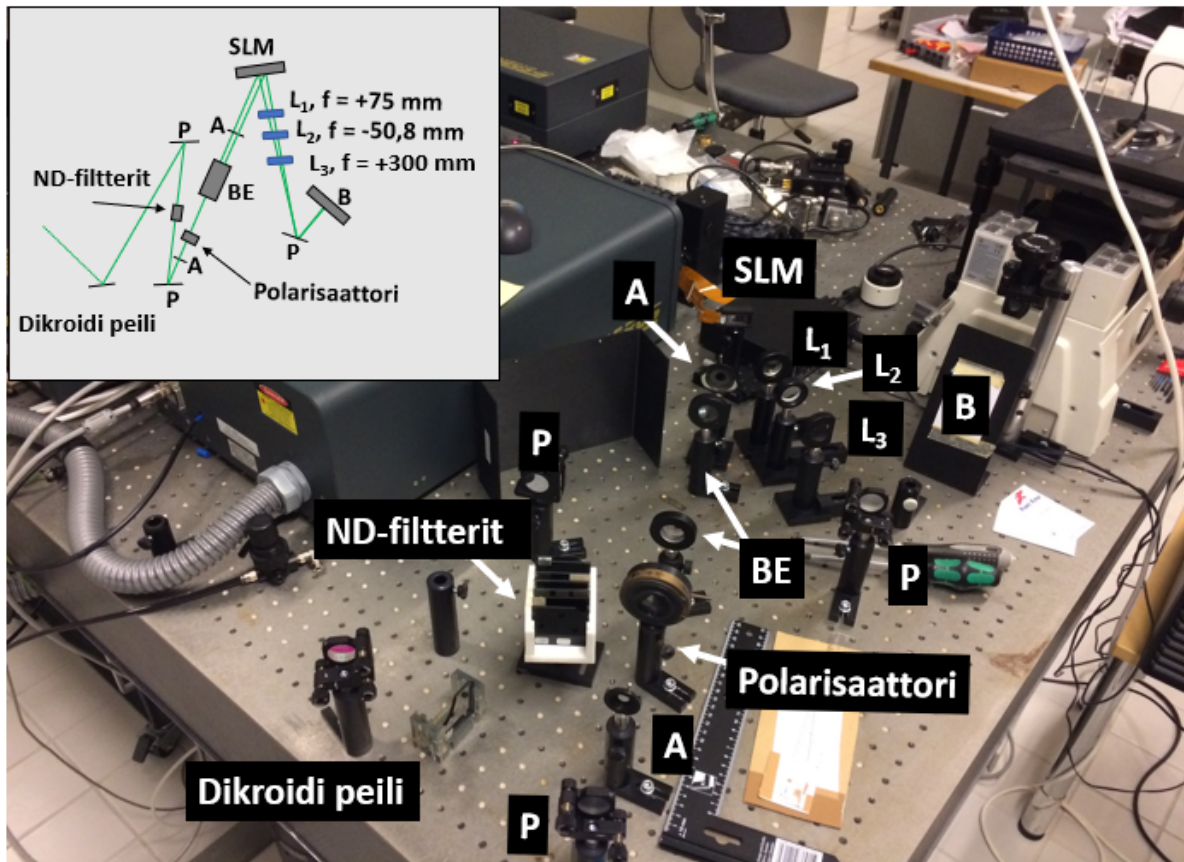 SLM
L₁, f = +75 mm
L₂, f = -50,8 mm
L₃, f = +300 mm
P
A
ND-filtterit
BE
B
P
A
P
Polarisaattori
Dikroidi peili
SLM
A
L₁
L₂
B
L₃
P
ND-filtterit
BE
P
Polarisaattori
A
Dikroidi peili
P